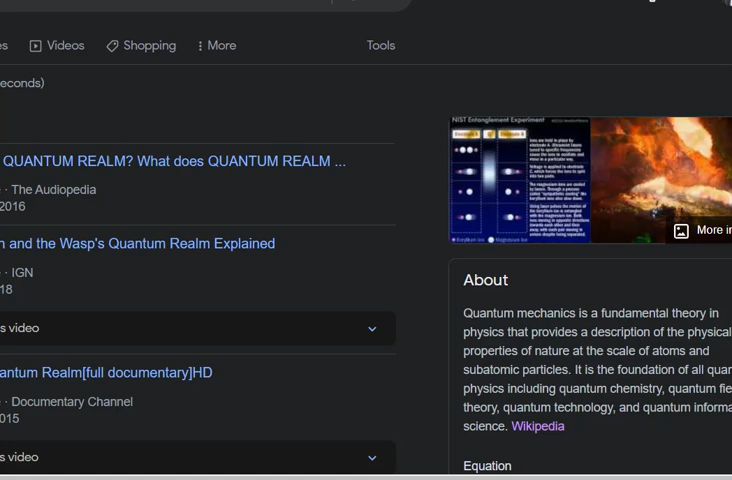 es Videos Shopping More Tools
econds)
QUANTUM REALM? What does QUANTUM REALM ...
· The Audiopedia
2016
n and the Wasp's Quantum Realm Explained
· IGN
18
s video
antum Realm[full documentary]HD
· Documentary Channel
015
s video
NIST Entanglement Experiment
More in
About
Quantum mechanics is a fundamental theory in
physics that provides a description of the physical
properties of nature at the scale of atoms and
subatomic particles. It is the foundation of all quan
physics including quantum chemistry, quantum fie
theory, quantum technology, and quantum informa
science. Wikipedia
Equation